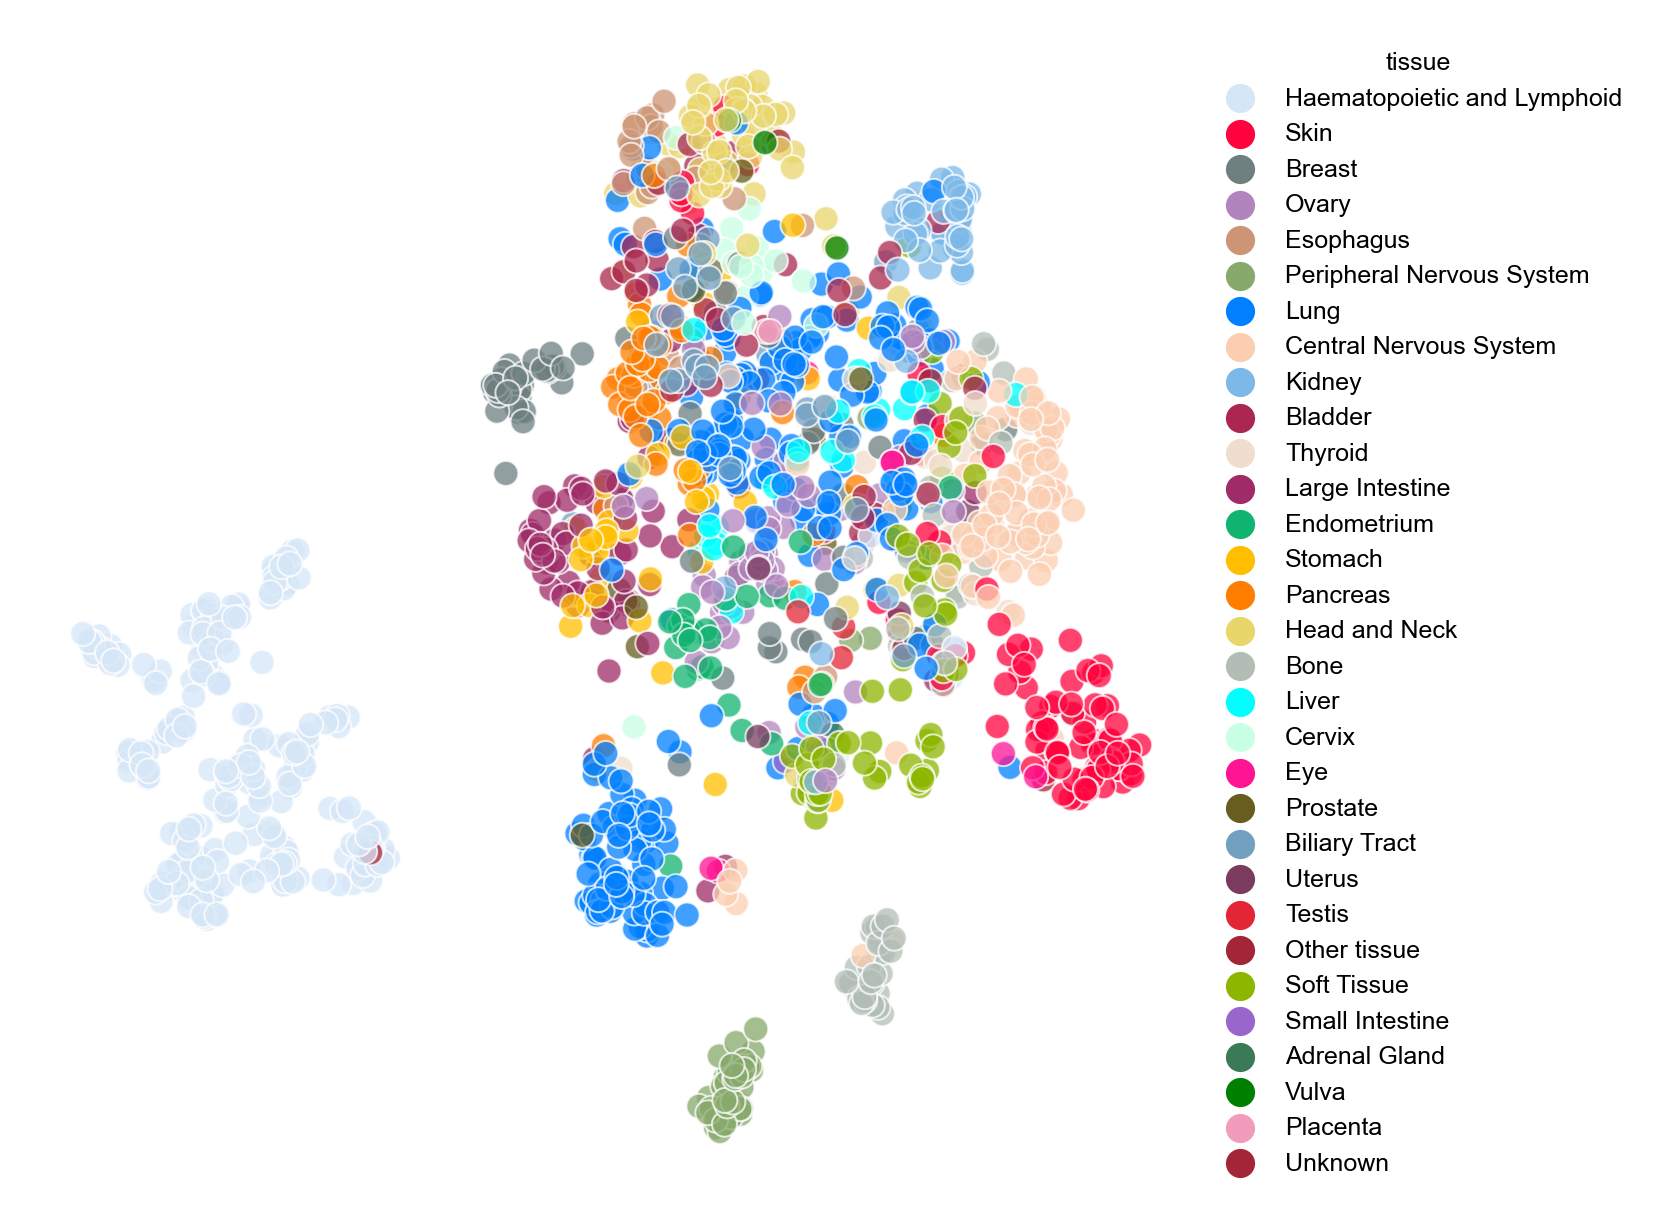 tissue
Haematopoietic and Lymphoid
Skin
Breast
Ovary
Esophagus
Peripheral Nervous System
Lung
Central Nervous System
Kidney
Bladder
Thyroid
Large Intestine
Endometrium
Stomach
Pancreas
Head and Neck
Bone
Liver
Cervix
Eye
Prostate
Biliary Tract
Uterus
Testis
Other tissue
Soft Tissue
Small Intestine
Adrenal Gland
Vulva
Placenta
Unknown